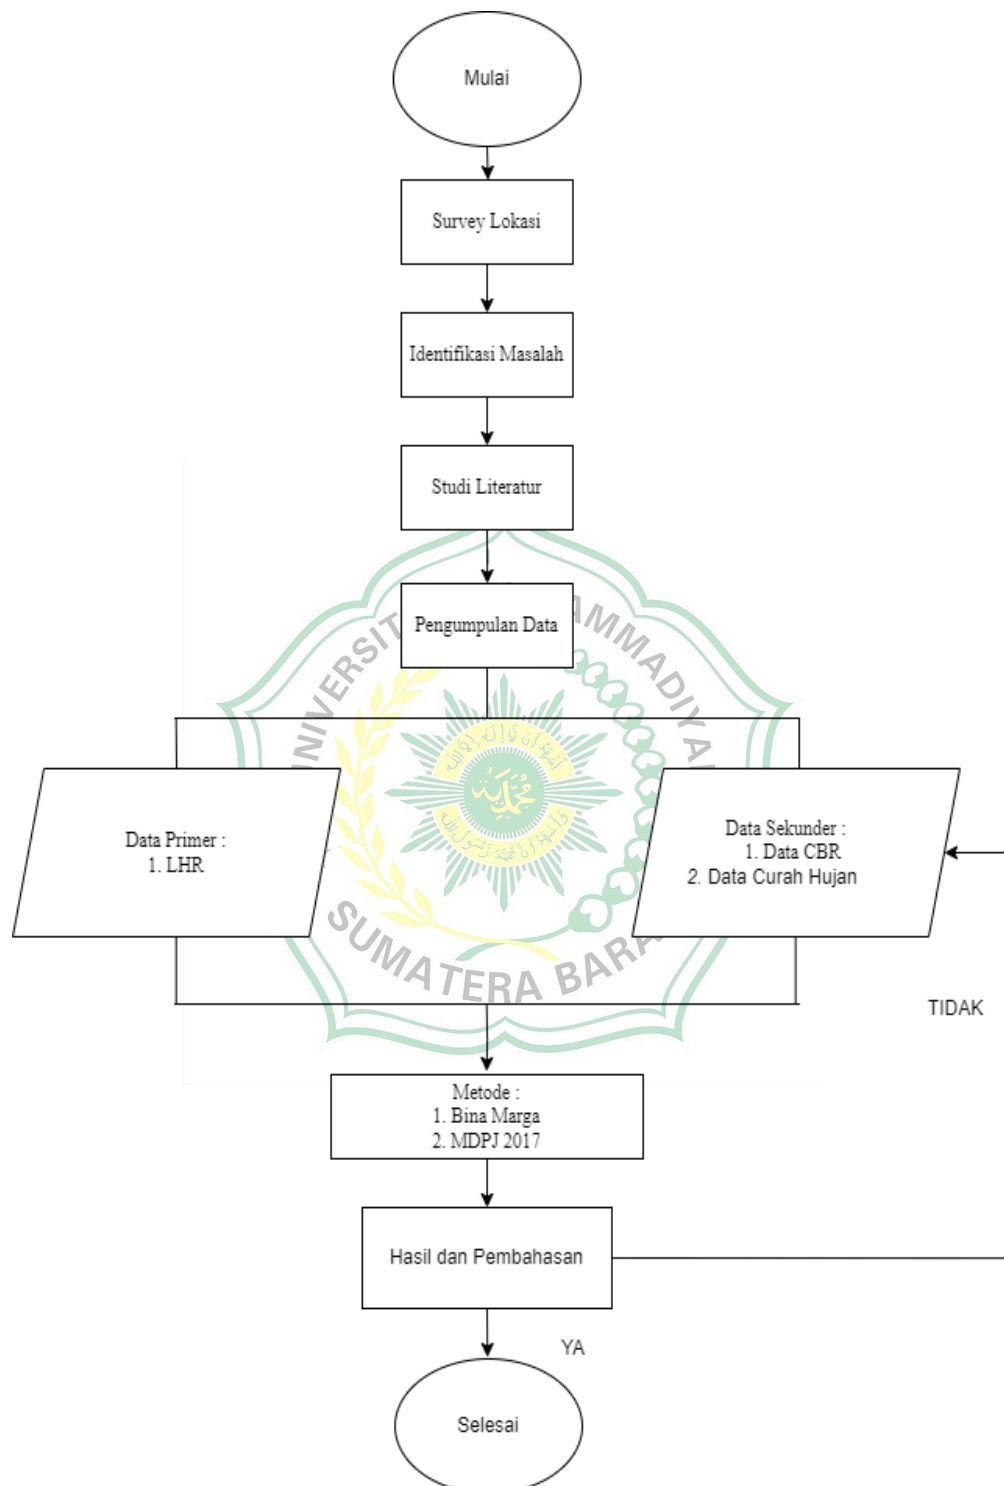 Mulai
Survey Lokasi
Identifikasi Masalah
Studi Literatur
Pengumpulan Data
Data Primer :
1. LHR
Data Sekunder :
1. Data CBR
2. Data Curah Hujan
SUMATERA
TIDAK
Metode :
1. Bina Marga
2. MDPJ 2017
Hasil dan Pembahasan
YA
Selesai